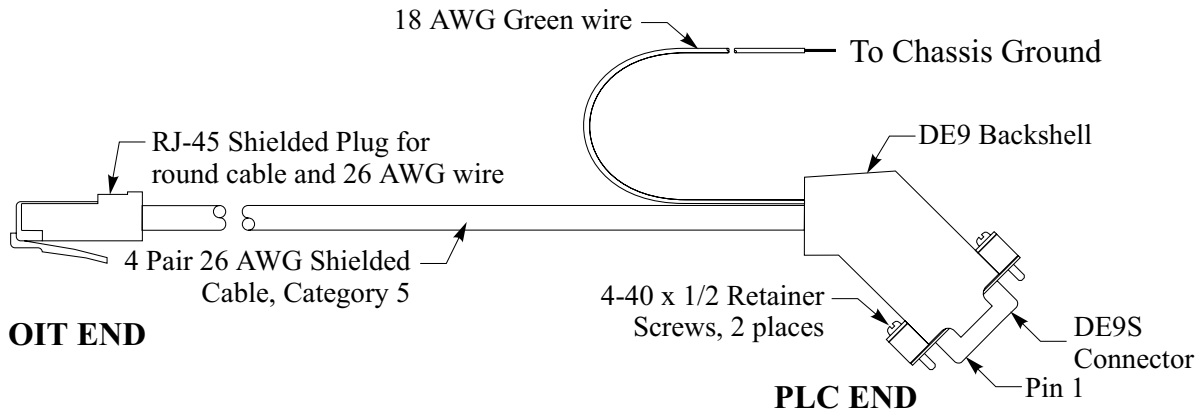 18 AWG Green wire
To Chassis Ground
RJ-45 Shielded Plug for
round cable and 26 AWG wire
DE9 Backshell
4 Pair 26 AWG Shielded
Cable, Category 5
4-40 x 1/2 Retainer
Screws, 2 places
OIT END
DE9S
Connector
Pin 1
PLC END